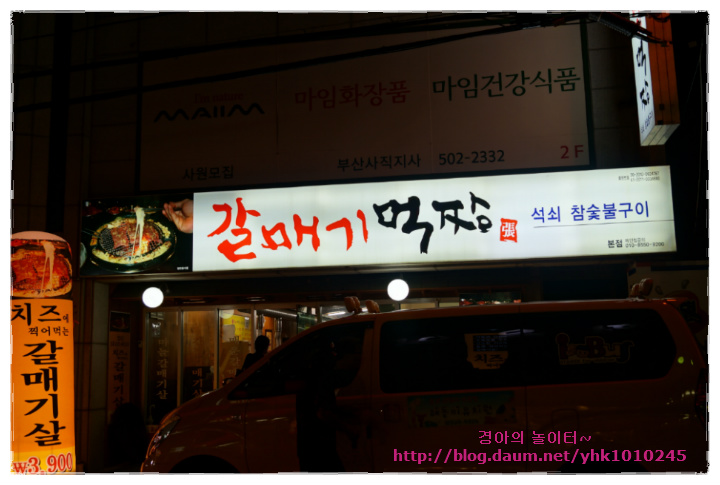 MAIIM
마임화장품
마임건강식품
사원모집
부산사직지사 502-2332
2F
갈매기먹짱
張
석쇠 참숯불구이
본점
치즈에
찍어먹는
갈매기살
₩3,900
치즈
경아의 놀이터~
http://blog.daum.net/yhk1010245